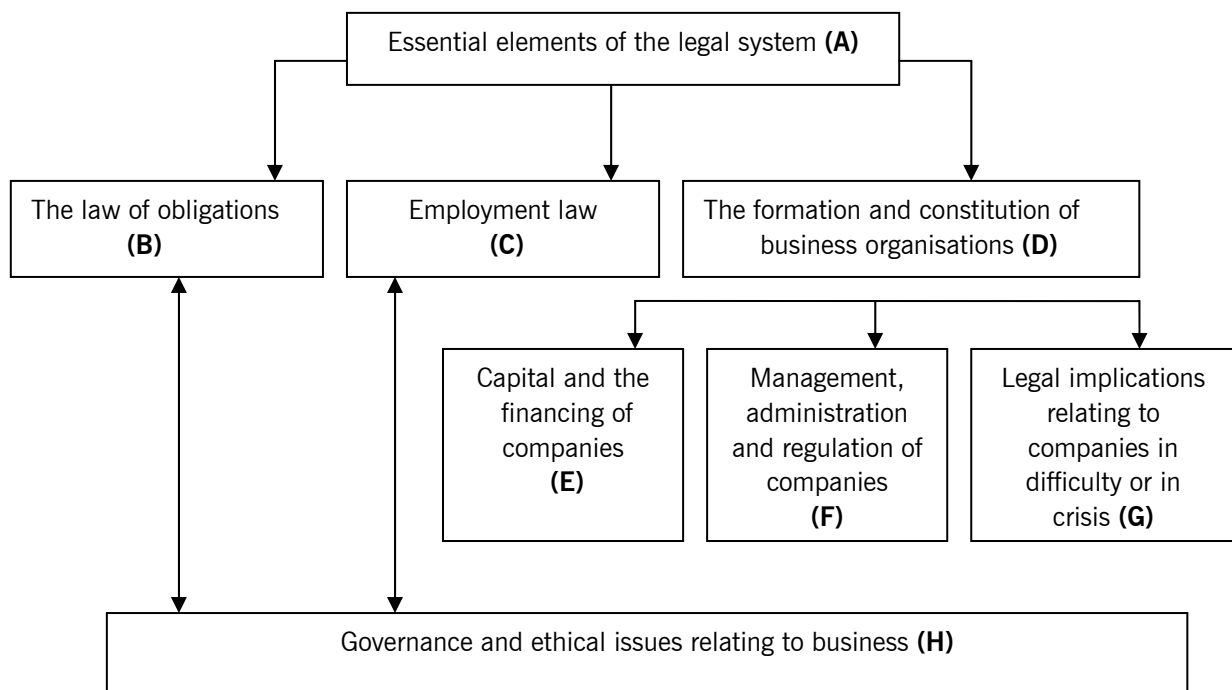 Essential elements of the legal system (A)
The law of obligations
(B)
Employment law
(C)
The formation and constitution of
business organisations (D)
Capital and the
financing of
companies
(E)
Management,
administration
and regulation of
companies
(F)
Legal implications
relating to
companies in
difficulty or in
crisis (G)
Governance and ethical issues relating to business (H)